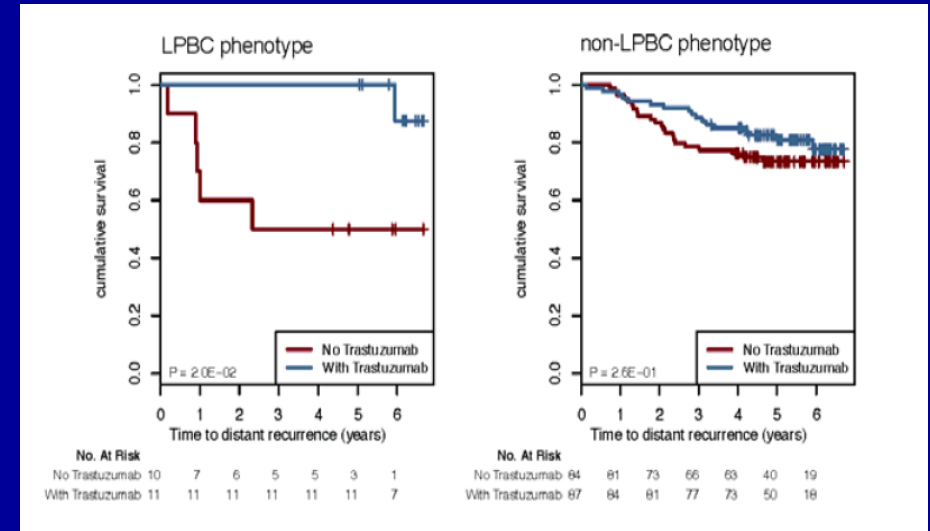 LPBC phenotype
1.0
0.8
0.6
0.4
0.2
0.0
cumulative survival
No Trastuzumab
With Trastuzumab
P = 2.0E-02
0 1 2 3 4 5 6
Time to distant recurrence (years)
No. At Risk
No Trastuzumab 10 7 6 5 5 3 1
With Trastuzumab 11 11 11 11 11 11 7
non-LPBC phenotype
1.0
0.8
0.6
0.4
0.2
0.0
cumulative survival
No Trastuzumab
With Trastuzumab
P = 2.6E-01
0 1 2 3 4 5 6
Time to distant recurrence (years)
No. At Risk
No Trastuzumab 84 81 73 66 63 40 19
With Trastuzumab 87 84 81 77 73 50 18